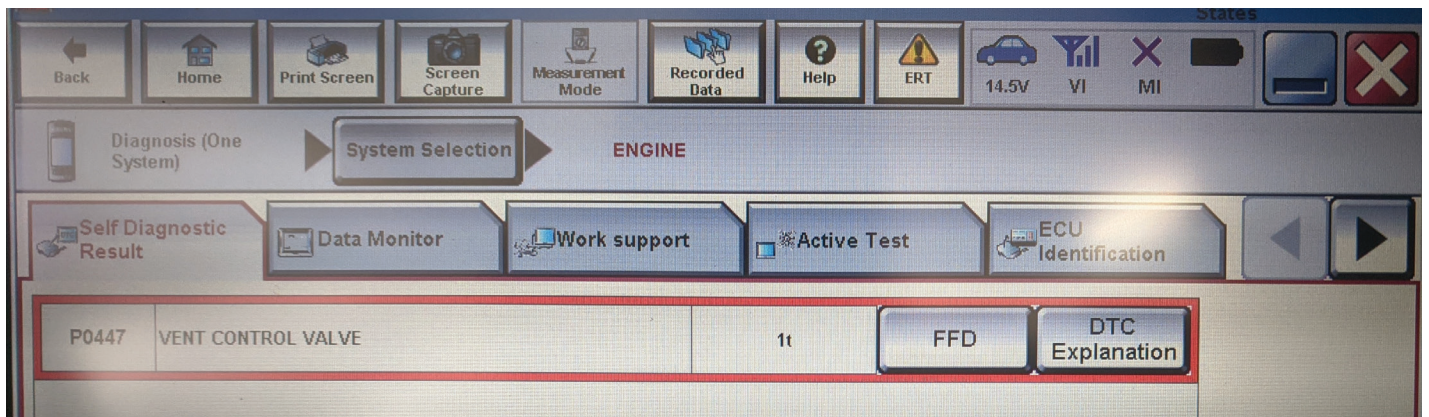 States
Back
Home
Print Screen
Screen
Capture
Measurement
Mode
Recorded
Data
?
Help
ERT
14.5V
VI
MI
Diagnosis (One
System)
System Selection
ENGINE
Self Diagnostic
Result
Data Monitor
Work support
Active Test
ECU
Identification
P0447
VENT CONTROL VALVE
1t
FFD
DTC
Explanation